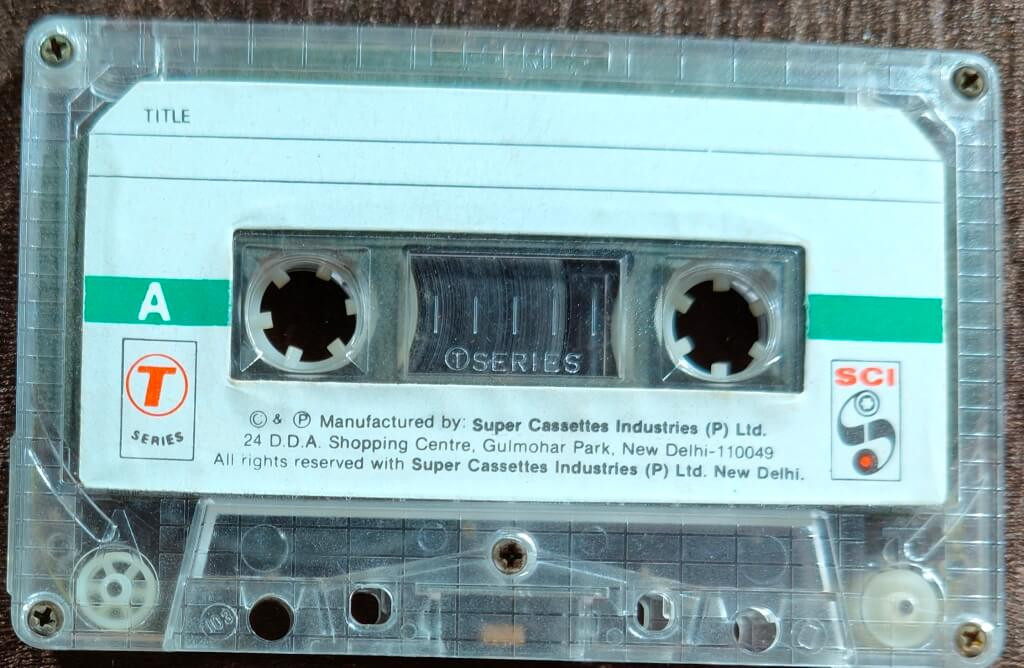 TITLE
A
T SERIES
T
SERIES
SCI
© & ℗ Manufactured by: Super Cassettes Industries (P) Ltd.
24 D.D.A. Shopping Centre, Gulmohar Park, New Delhi-110049
All rights reserved with Super Cassettes Industries (P) Ltd. New Delhi.